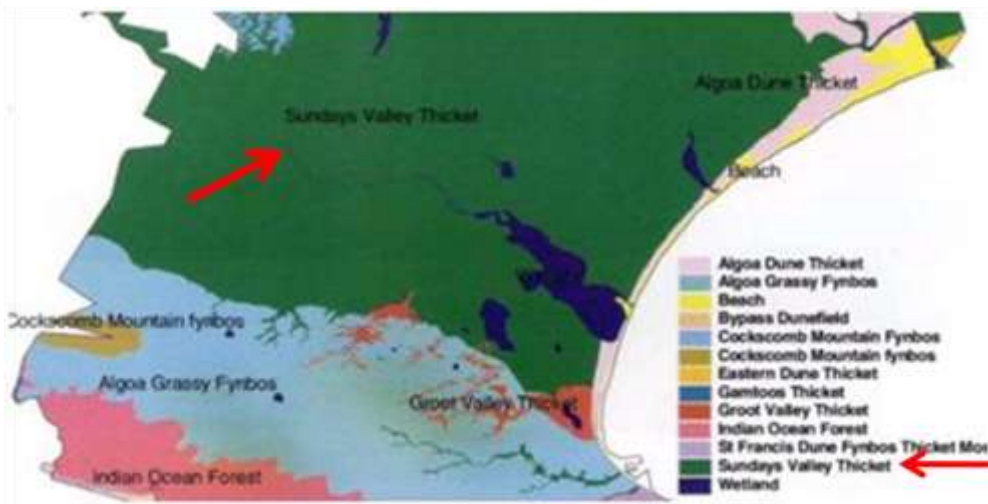 Algoa Dune Thicket
Sundays Valley Thicket
Beach
Cockscomb Mountain fynbos
Algoa Grassy Fynbos
Groot Valley Thicket
Indian Ocean Forest
Algoa Dune Thicket
Algoa Grassy Fynbos
Beach
Bypass Dunefield
Cockscomb Mountain Fynbos
Cockscomb Mountain fynbos
Eastern Dune Thicket
Gamtoos Thicket
Groot Valley Thicket
Indian Ocean Forest
St Francis Dune Fynbos Thicket Mos
Sundays Valley Thicket
Wetland